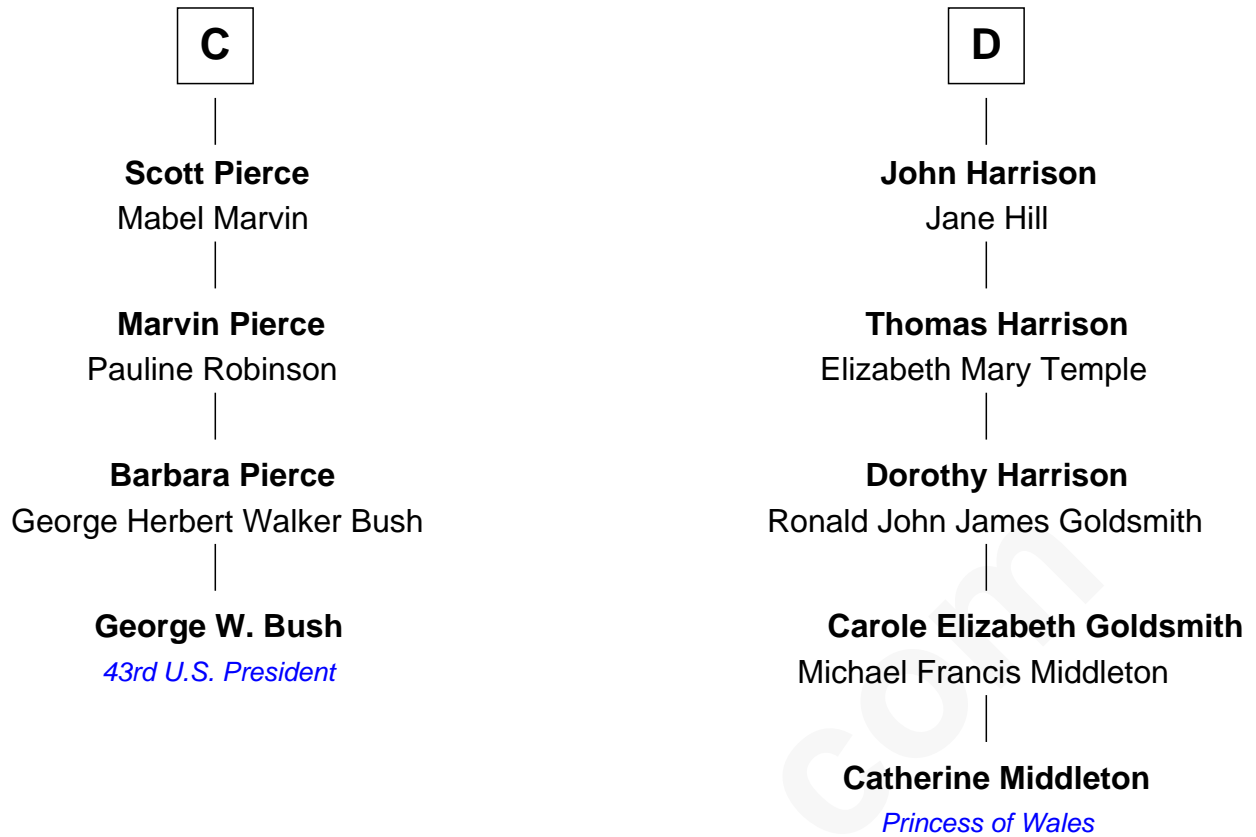 C
Scott Pierce
Mabel Marvin
Marvin Pierce
Pauline Robinson
Barbara Pierce
George Herbert Walker Bush
George W. Bush
43rd U.S. President
D
John Harrison
Jane Hill
Thomas Harrison
Elizabeth Mary Temple
Dorothy Harrison
Ronald John James Goldsmith
Carole Elizabeth Goldsmith
Michael Francis Middleton
Catherine Middleton
Princess of Wales
com